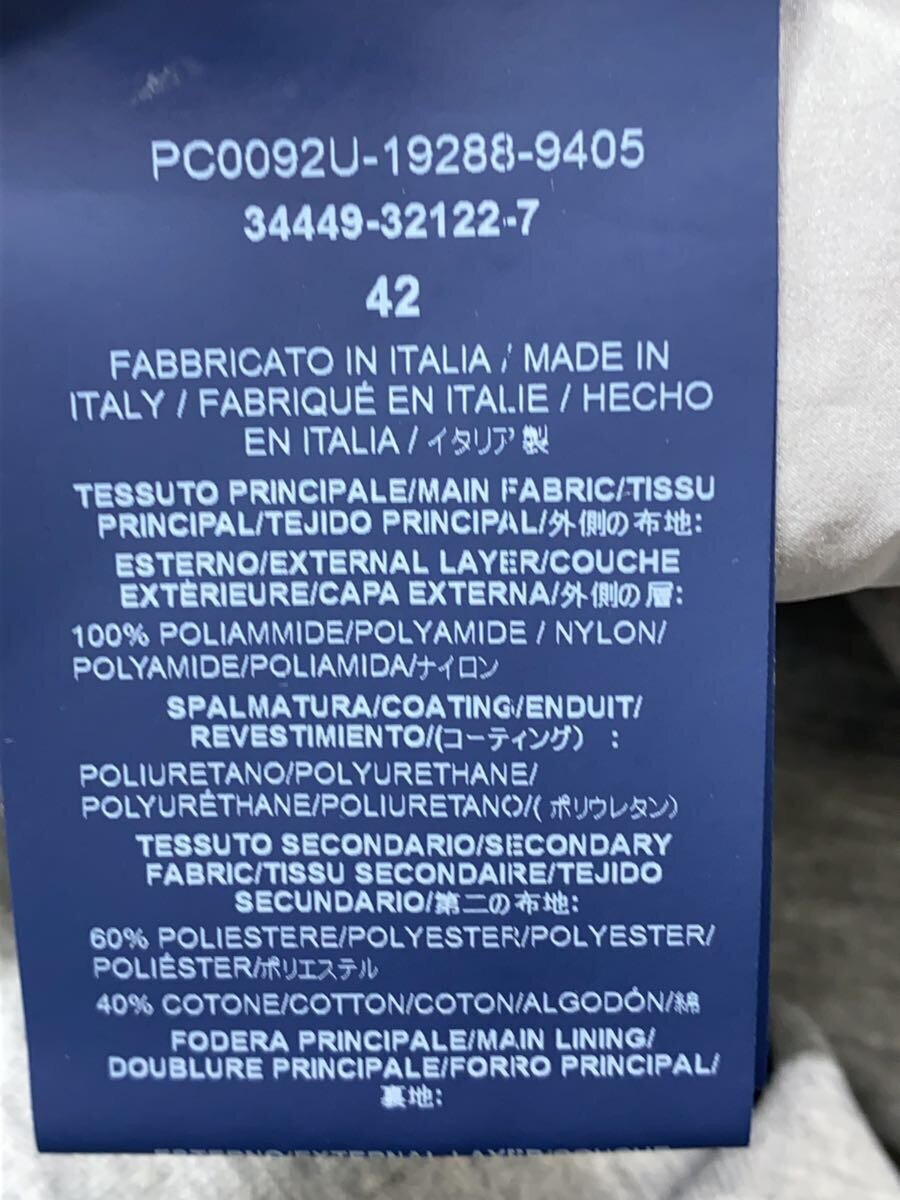 PC0092U-19288-9405
34449-32122-7
42
FABBRICATO IN ITALIA / MADE IN
ITALY / FABRIQUÉ EN ITALIE / HECHO
EN ITALIA / イタリア製
TESSUTO PRINCIPALE/MAIN FABRIC/TISSU
PRINCIPAL/TEJIDO PRINCIPAL/外側の布地:
ESTERNO/EXTERNAL LAYER/COUCHE
EXTÉRIEURE/CAPA EXTERNA/外側の層:
100% POLIAMMIDE/POLYAMIDE / NYLON/
POLYAMIDE/POLIAMIDA/ナイロン
SPALMATURA/COATING/ENDUIT/
REVESTIMIENTO/(コーティング) :
POLIURETANO/POLYURETHANE/
POLYURÉTHANE/POLIURETANO/( ポリウレタン)
TESSUTO SECONDARIO/SECONDARY
FABRIC/TISSU SECONDAIRE/TEJIDO
SECUNDARIO/第二の布地:
60% POLIESTERE/POLYESTER/POLYESTER/
POLIÉSTER/ポリエステル
40% COTONE/COTTON/COTON/ALGODÓN/綿
FODERA PRINCIPALE/MAIN LINING/
DOUBLURE PRINCIPALE/FORRO PRINCIPAL/
裏地:
ESTERNO/EXTERNAL LAYER/COUCHE